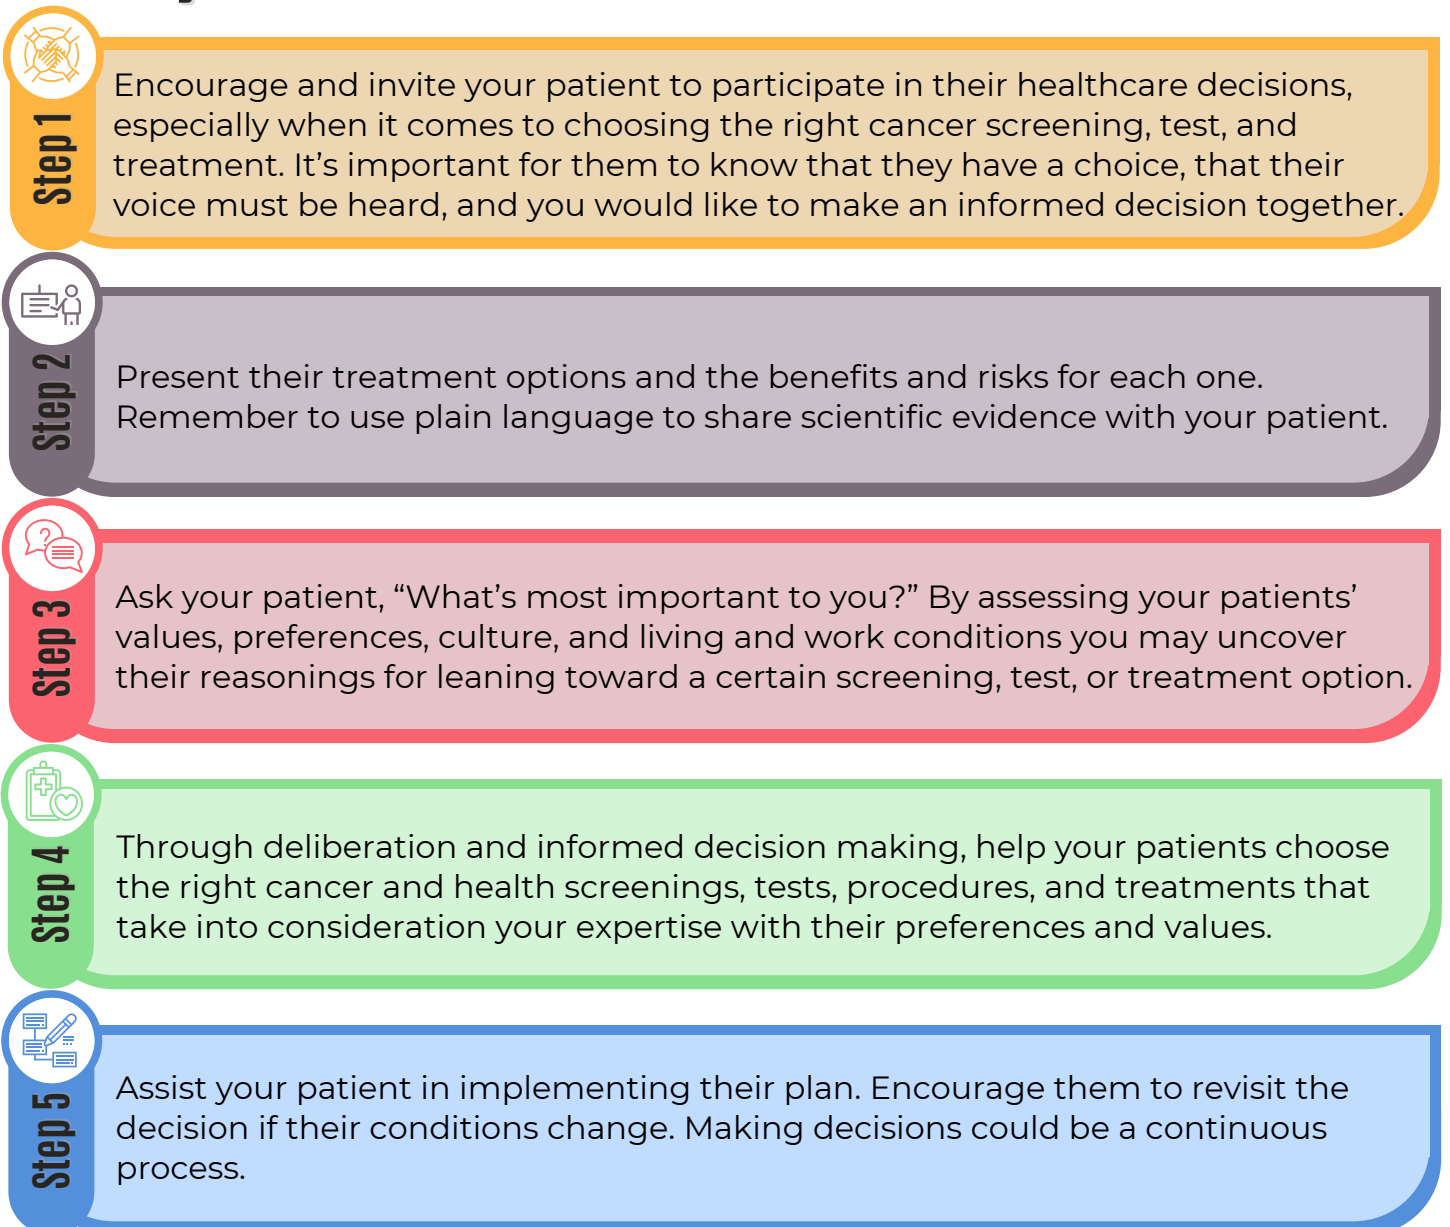 Step 1
Encourage and invite your patient to participate in their healthcare decisions,
especially when it comes to choosing the right cancer screening, test, and
treatment. It’s important for them to know that they have a choice, that their
voice must be heard, and you would like to make an informed decision together.
Step 2
Present their treatment options and the benefits and risks for each one.
Remember to use plain language to share scientific evidence with your patient.
Step 3
Ask your patient, “What’s most important to you?” By assessing your patients’
values, preferences, culture, and living and work conditions you may uncover
their reasonings for leaning toward a certain screening, test, or treatment option.
Step 4
Through deliberation and informed decision making, help your patients choose
the right cancer and health screenings, tests, procedures, and treatments that
take into consideration your expertise with their preferences and values.
Step 5
Assist your patient in implementing their plan. Encourage them to revisit the
decision if their conditions change. Making decisions could be a continuous
process.